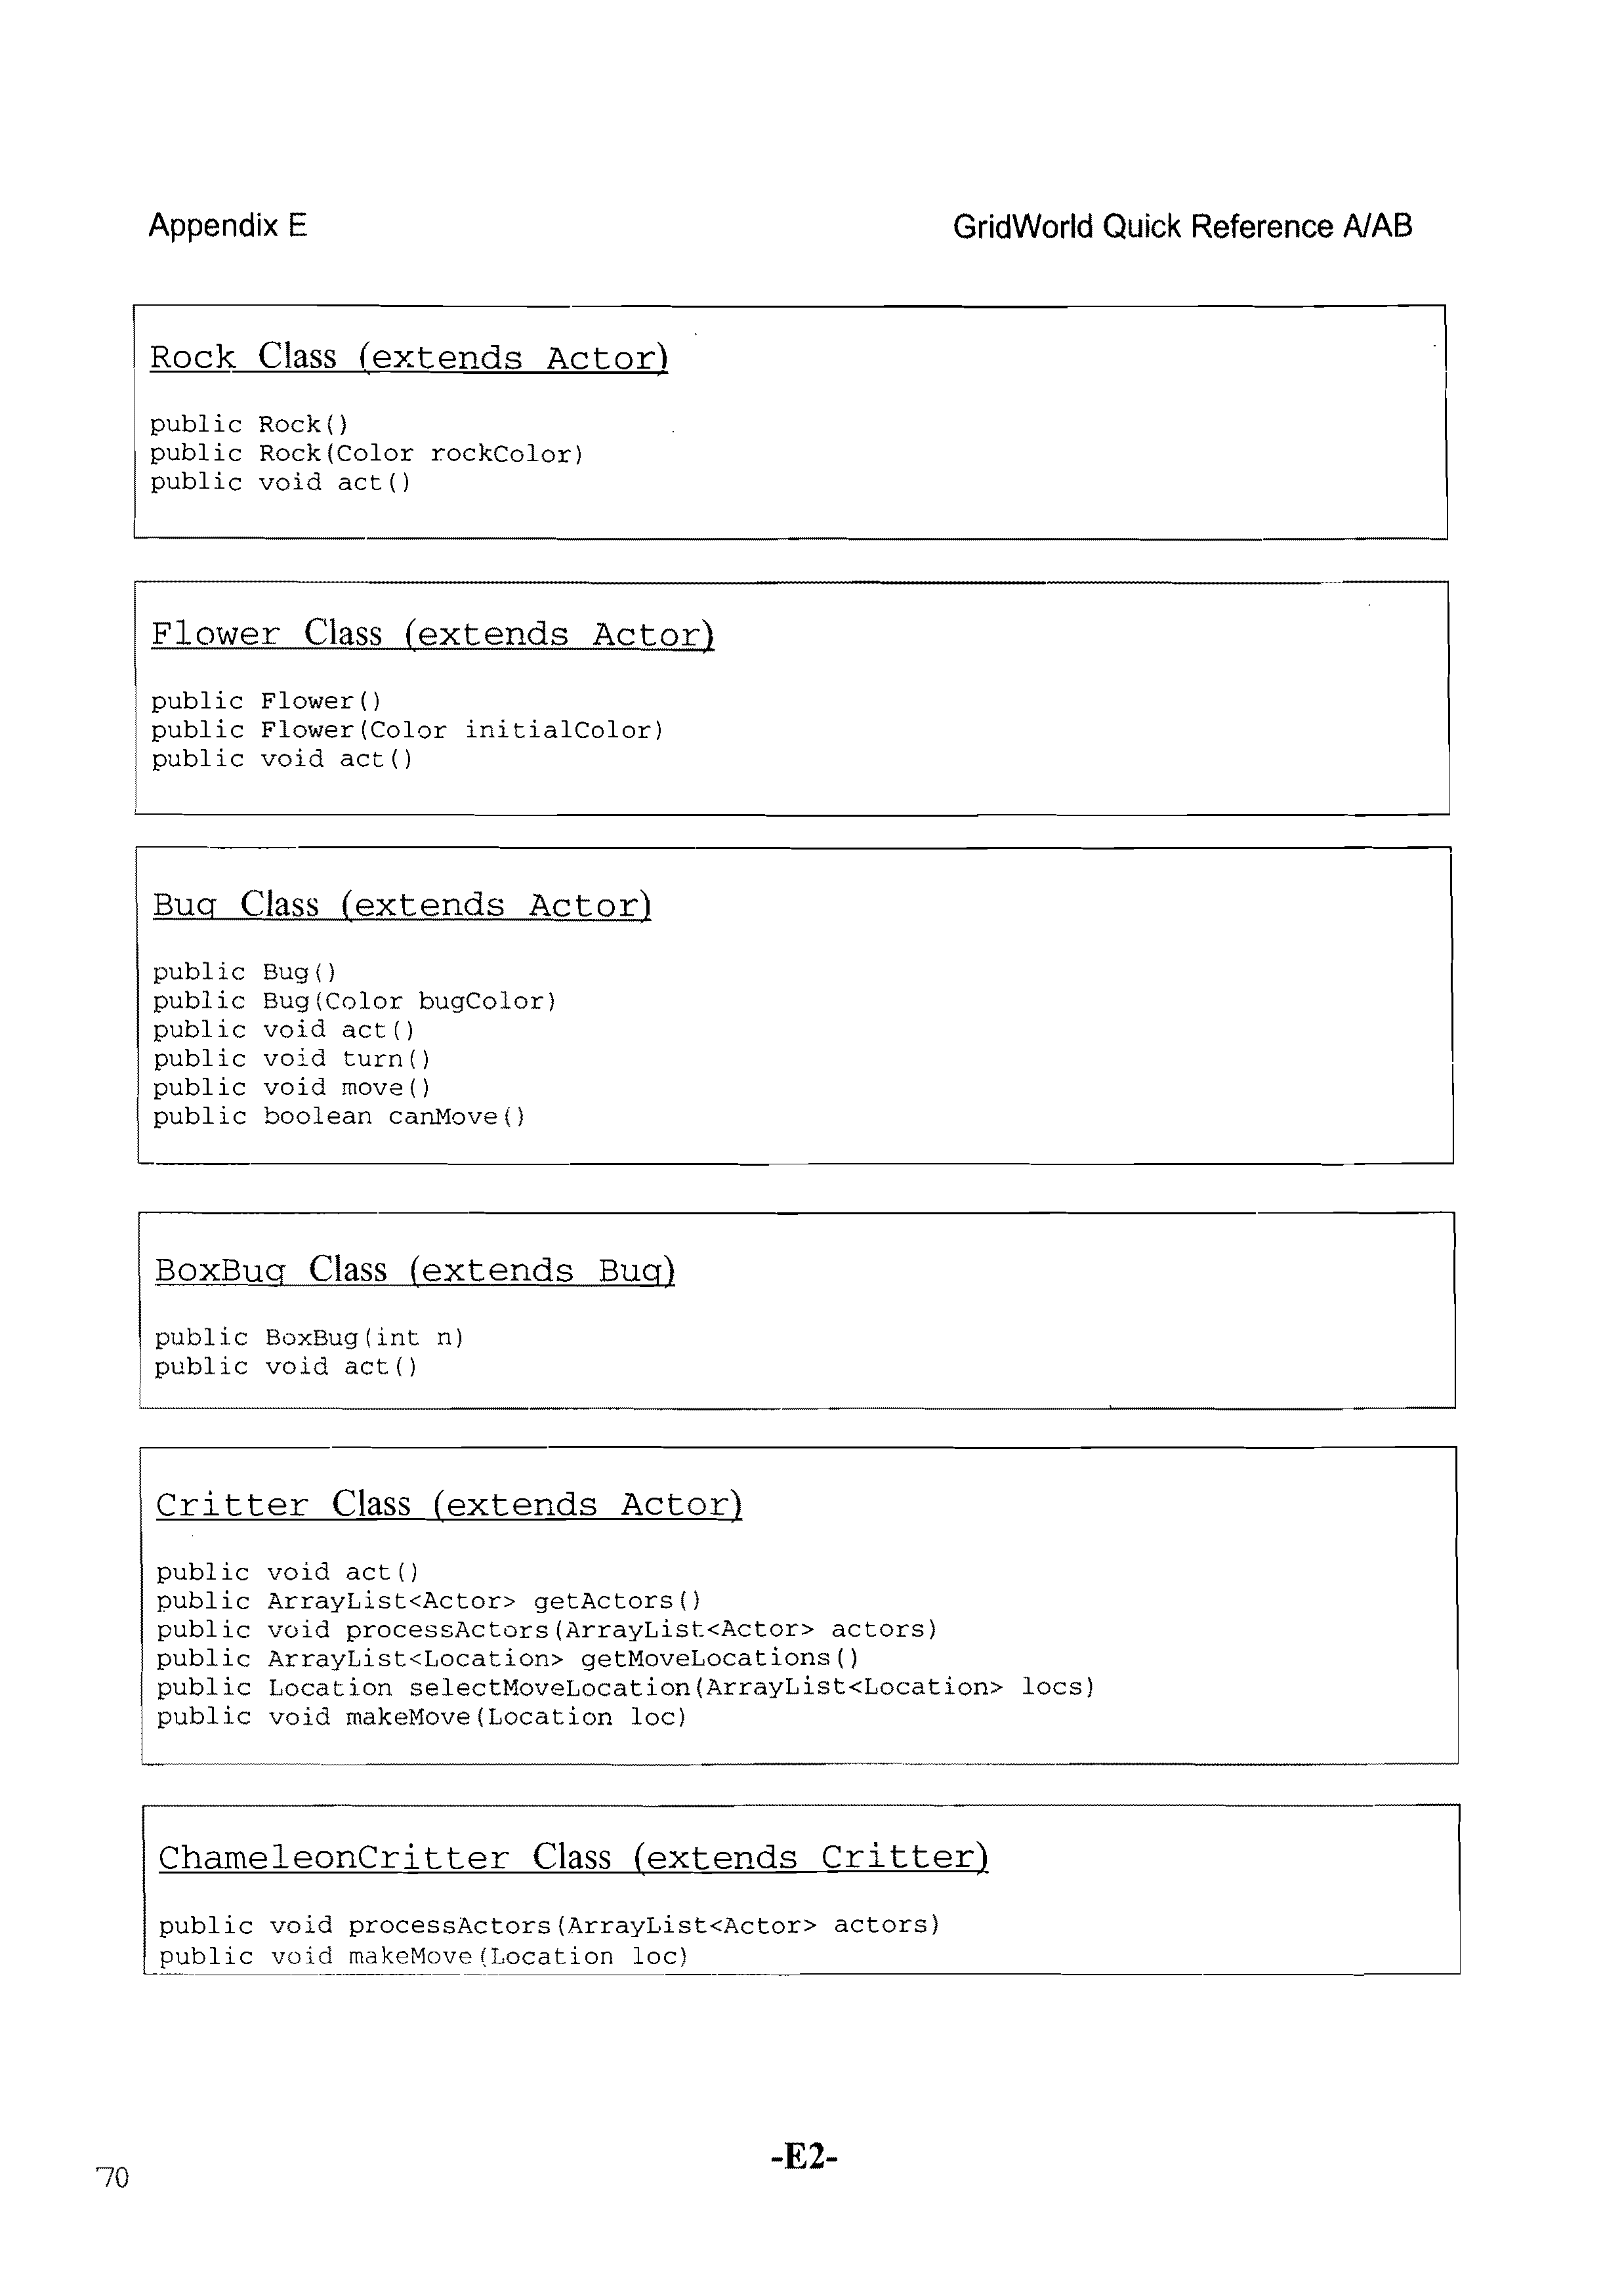 Appendix E
GridWorld Quick Reference A/AB
Rock Class (extends Actor)
public Rock()
public Rock(Color rockColor)
public void act()
Flower Class (extends Actor)
public Flower()
public Flower(Color initialColor)
public void act()
Bug Class (extends Actor)
public Bug()
public Bug(Color bugColor)
public void act()
public void turn()
public void move()
public boolean canMove()
BoxBug Class (extends Bug)
public BoxBug(int n)
public void act()
Critter Class (extends Actor)
public void act()
public ArrayList<Actor> getActors()
public void processActors(ArrayList<Actor> actors)
public ArrayList<Location> getMoveLocations()
public Location selectMoveLocation(ArrayList<Location> locs)
public void makeMove(Location loc)
ChameleonCritter Class (extends Critter)
public void processActors(ArrayList<Actor> actors)
public void makeMove(Location loc)
-E2-
70